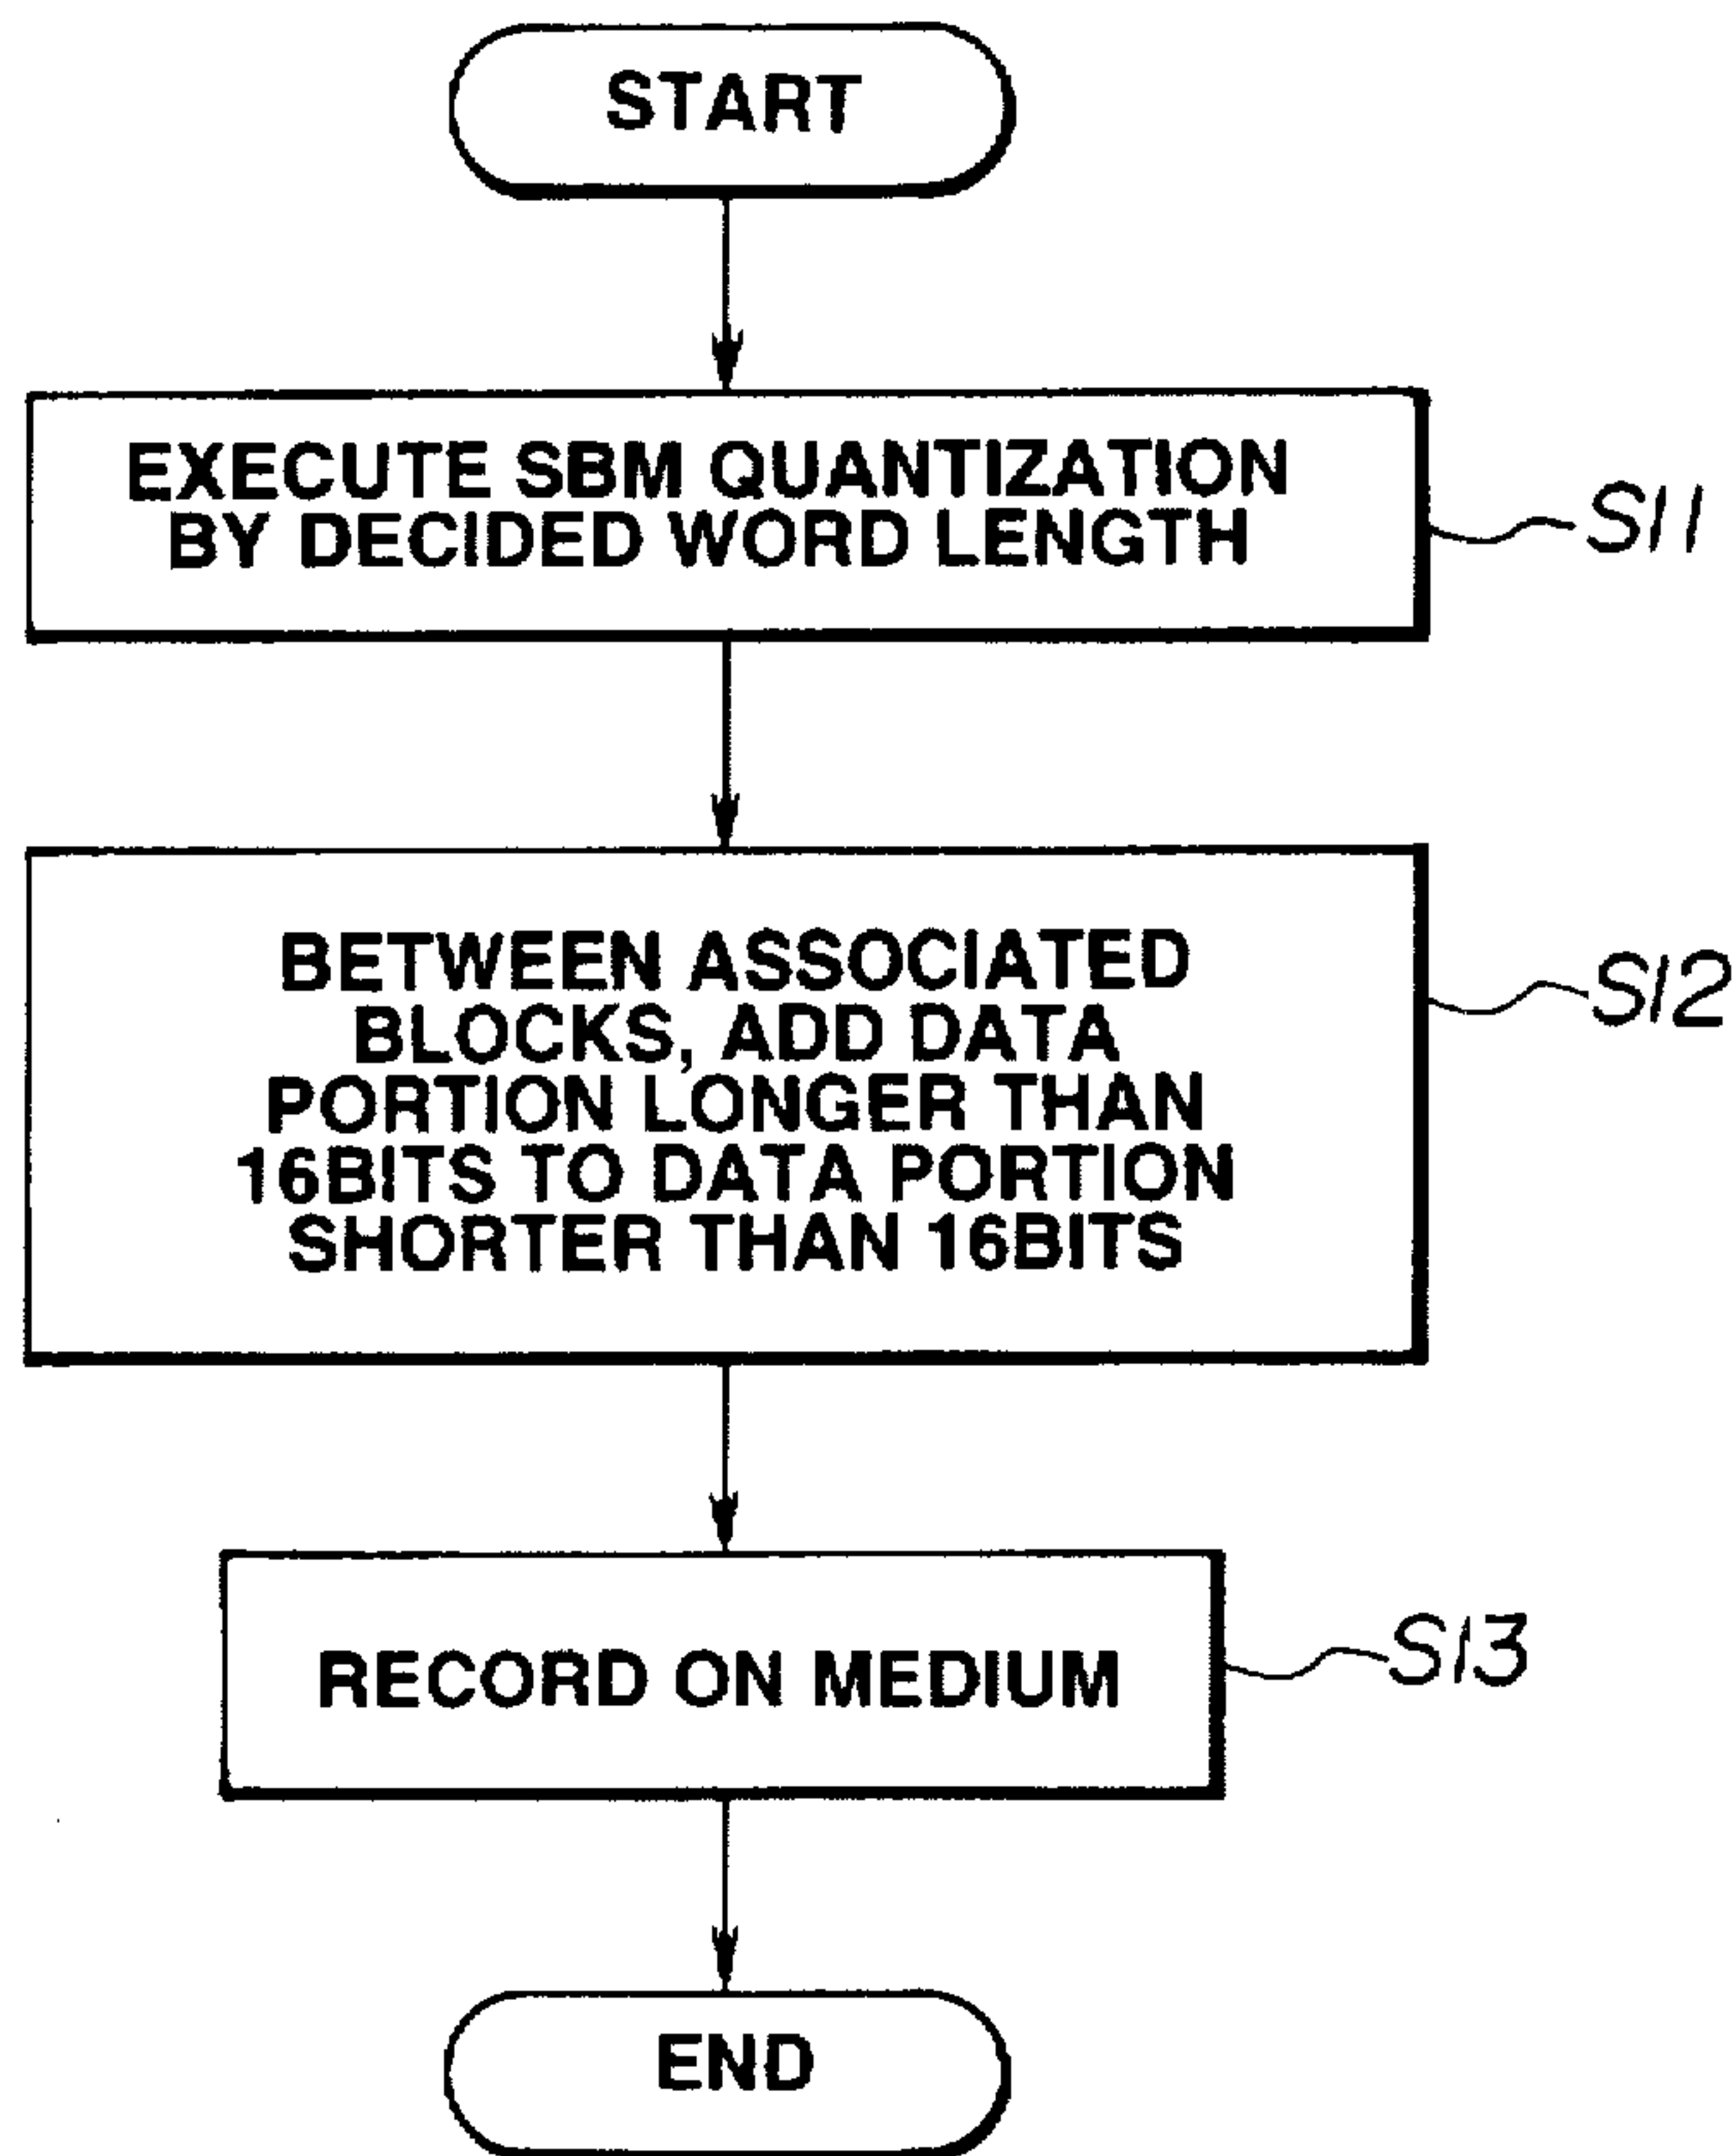 START
EXECUTE SBM QUANTIZATION
BY DECIDED WORD LENGTH
S11
BETWEEN ASSOCIATED
BLOCKS, ADD DATA
PORTION LONGER THAN
16BITS TO DATA PORTION
SHORTER THAN 16BITS
S12
RECORD ON MEDIUM
S13
END